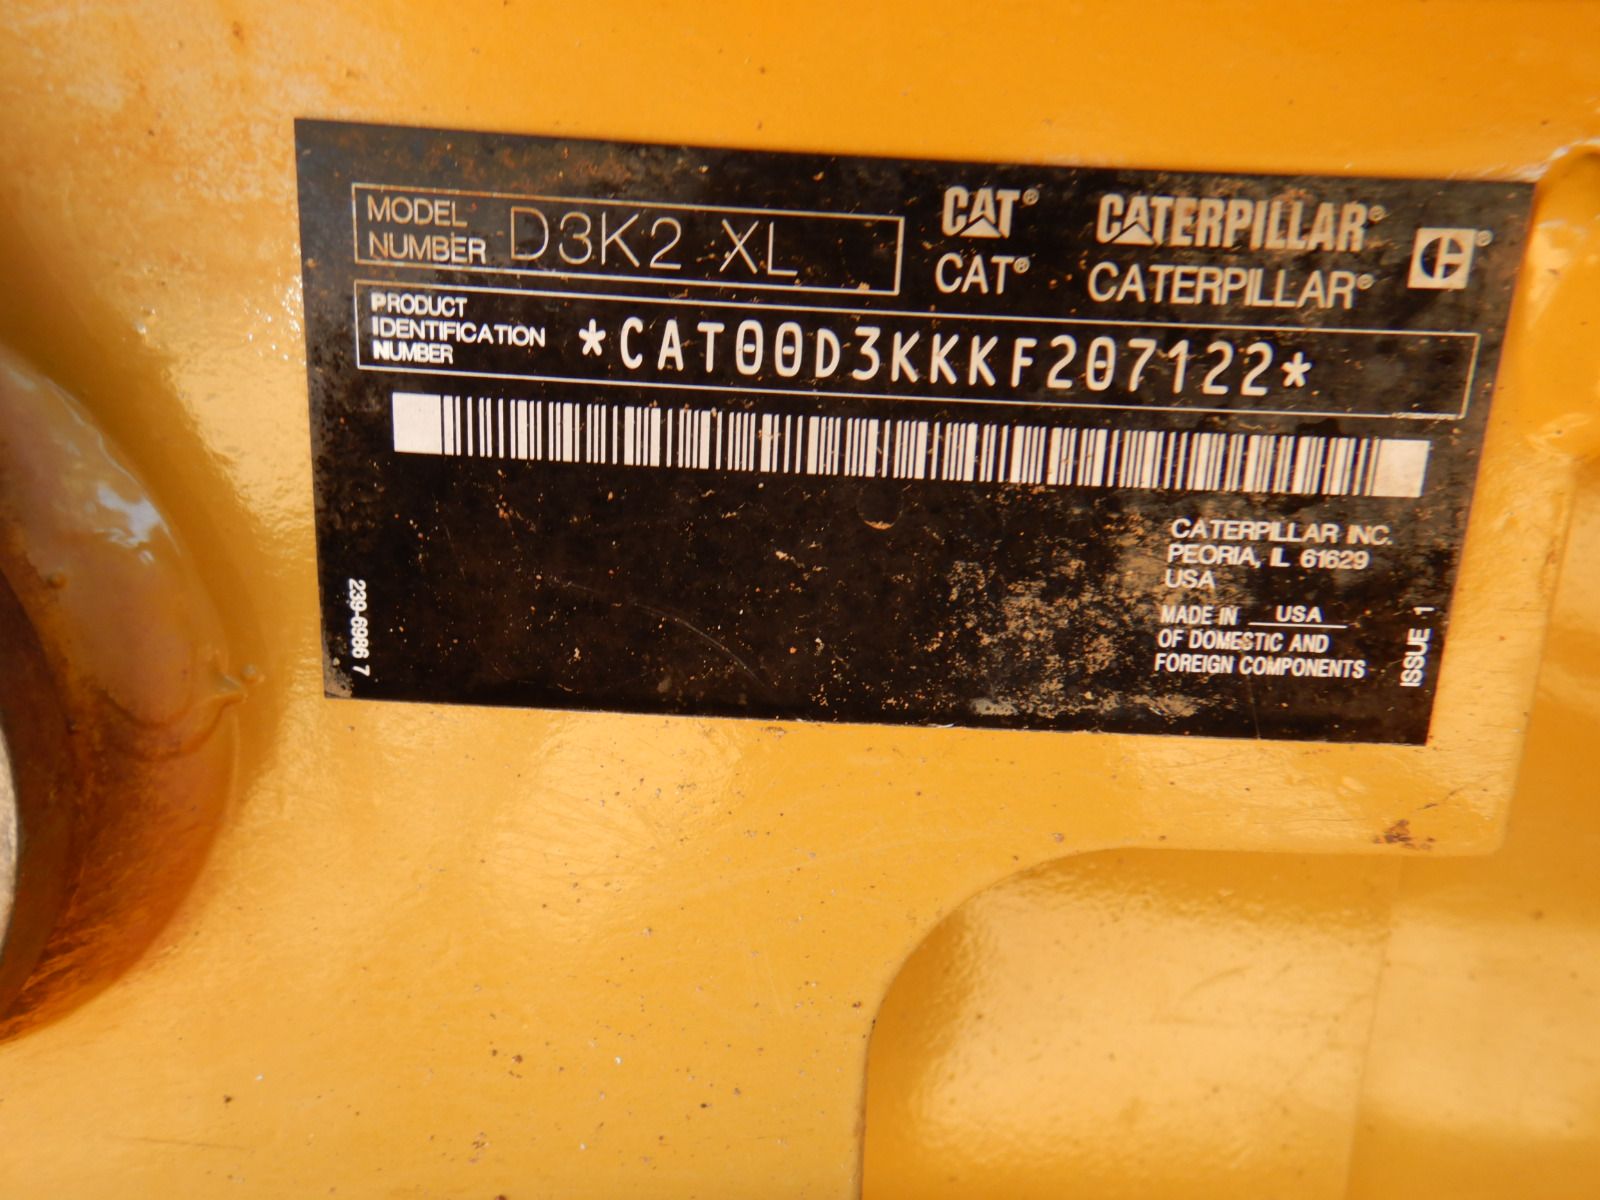 MODEL NUMBER D3K2 XL
CAT® CATERPILLAR®
CAT® CATERPILLAR®
PRODUCT
IDENTIFICATION
NUMBER
*CAT00D3KKKF207122*
CATERPILLAR INC.
PEORIA, IL 61629
USA
MADE IN USA
OF DOMESTIC AND
FOREIGN COMPONENTS
239-6986 7
ISSUE 1